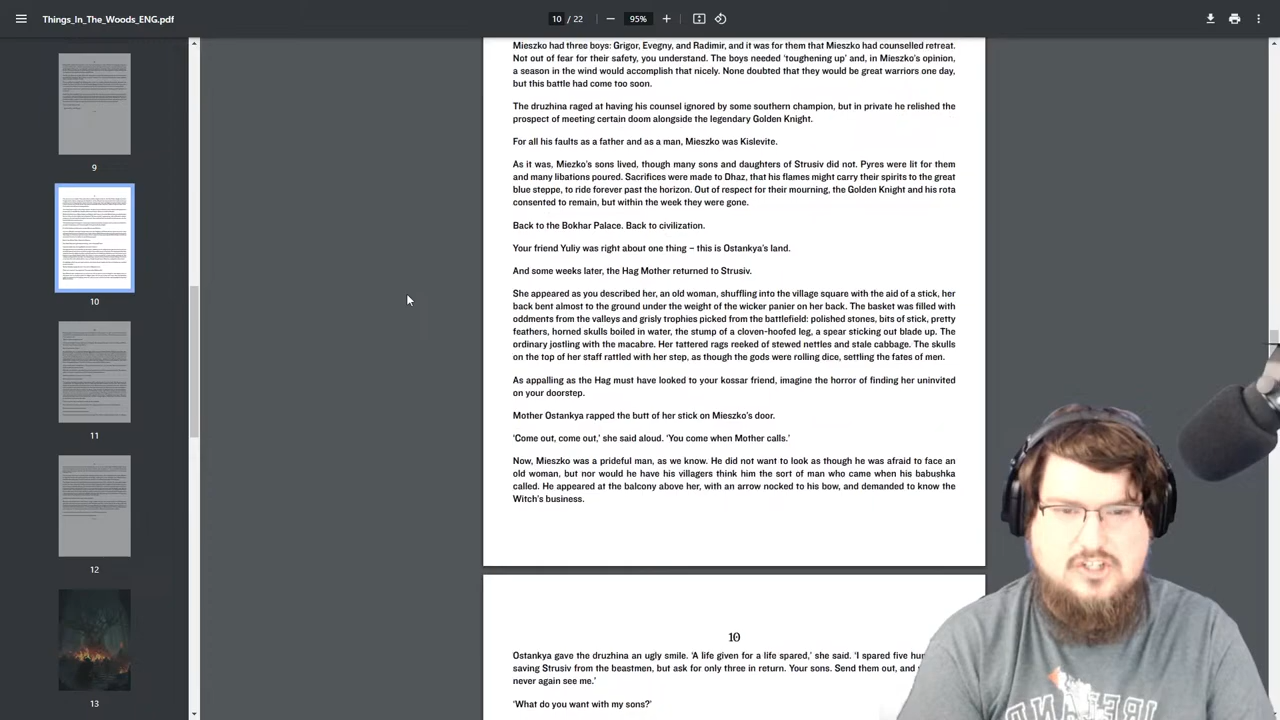 Things_In_The_Woods_ENG.pdf
10 / 22
95%
9
10
11
12
13
Mieszko had three boys: Grigor, Evegny, and Radimir, and it was for them that Mieszko had counselled retreat.
Not out of fear for their safety, you understand. The boys needed 'toughening up' and, in Mieszko's opinion,
a season in the wind would accomplish that nicely. None doubted that they would be great warriors one day,
but this battle had come too soon.
The druzhina raged at having his counsel ignored by some southern champion, but in private he relished the
prospect of meeting certain doom alongside the legendary Golden Knight.
For all his faults as a father and as a man, Mieszko was Kislevite.
As it was, Miezko's sons lived, though many sons and daughters of Strusiv did not. Pyres were lit for them
and many libations poured. Sacrifices were made to Dhaz, that his flames might carry their spirits to the great
blue steppe, to ride forever past the horizon. Out of respect for their mourning, the Golden Knight and his rota
consented to remain, but within the week they were gone.
Back to the Bokhar Palace. Back to civilization.
Your friend Yuliy was right about one thing – this is Ostankya's land.
And some weeks later, the Hag Mother returned to Strusiv.
She appeared as you described her, an old woman, shuffling into the village square with the aid of a stick, her
back bent almost to the ground under the weight of the wicker panier on her back. The basket was filled with
oddments from the valleys and grisly trophies picked from the battlefield: polished stones, bits of stick, pretty
feathers, horned skulls boiled in water, the stump of a cloven-hoofed leg, a spear sticking out blade up. The
ordinary jostling with the macabre. Her tattered rags reeked of stewed nettles and stale cabbage. The skulls
on the top of her staff rattled with her step, as though the gods were rolling dice, settling the fates of men.
As appalling as the Hag must have looked to your kossar friend, imagine the horror of finding her uninvited
on your doorstep.
Mother Ostankya rapped the butt of her stick on Mieszko's door.
'Come out, come out,' she said aloud. 'You come when Mother calls.'
Now, Mieszko was a prideful man, as we know. He did not want to look as though he was afraid to face an
old woman, but nor would he have his villagers think him the sort of man who came when his babushka
called. He appeared at the balcony above her, with an arrow nocked to his bow, and demanded to know the
Witch's business.
10
Ostankya gave the druzhina an ugly smile. 'A life given for a life spared,' she said. 'I spared five
saving Strusiv from the beastmen, but ask for only three in return. Your sons. Send them out, and
never again see me.'
'What do you want with my sons?'
IRELAND